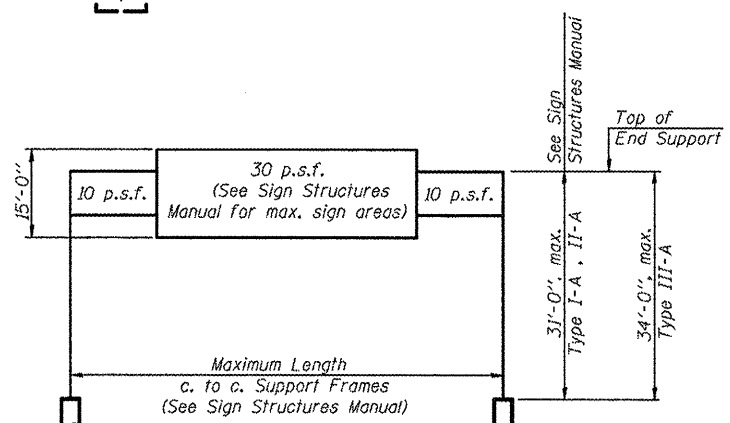 See Sign
Structures Manual
Top of
End Support
15'-0"
10 p.s.f.
30 p.s.f.
(See Sign Structures
Manual for max. sign areas)
10 p.s.f.
31'-0", max.
Type I-A , II-A
34'-0", max.
Type III-A
Maximum Length
c. to c. Support Frames
(See Sign Structures Manual)